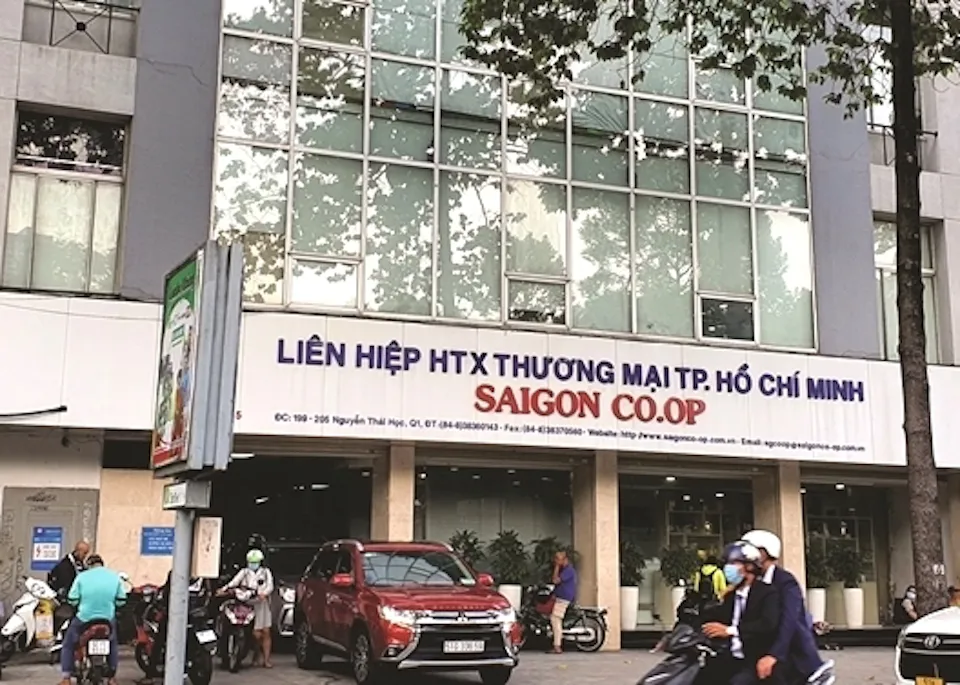 LIÊN HIỆP HTX THƯƠNG MẠI TP. HỒ CHÍ MINH
SAIGON CO.OP
ĐC: 199 - 205 Nguyễn Thái Học, Q1, ĐT: (84-8)38360143 - Fax: (84-8)38370560 - Website: http://www.saigonco-op.com.vn - Email: sgcoop@saigonco-op.com.vn